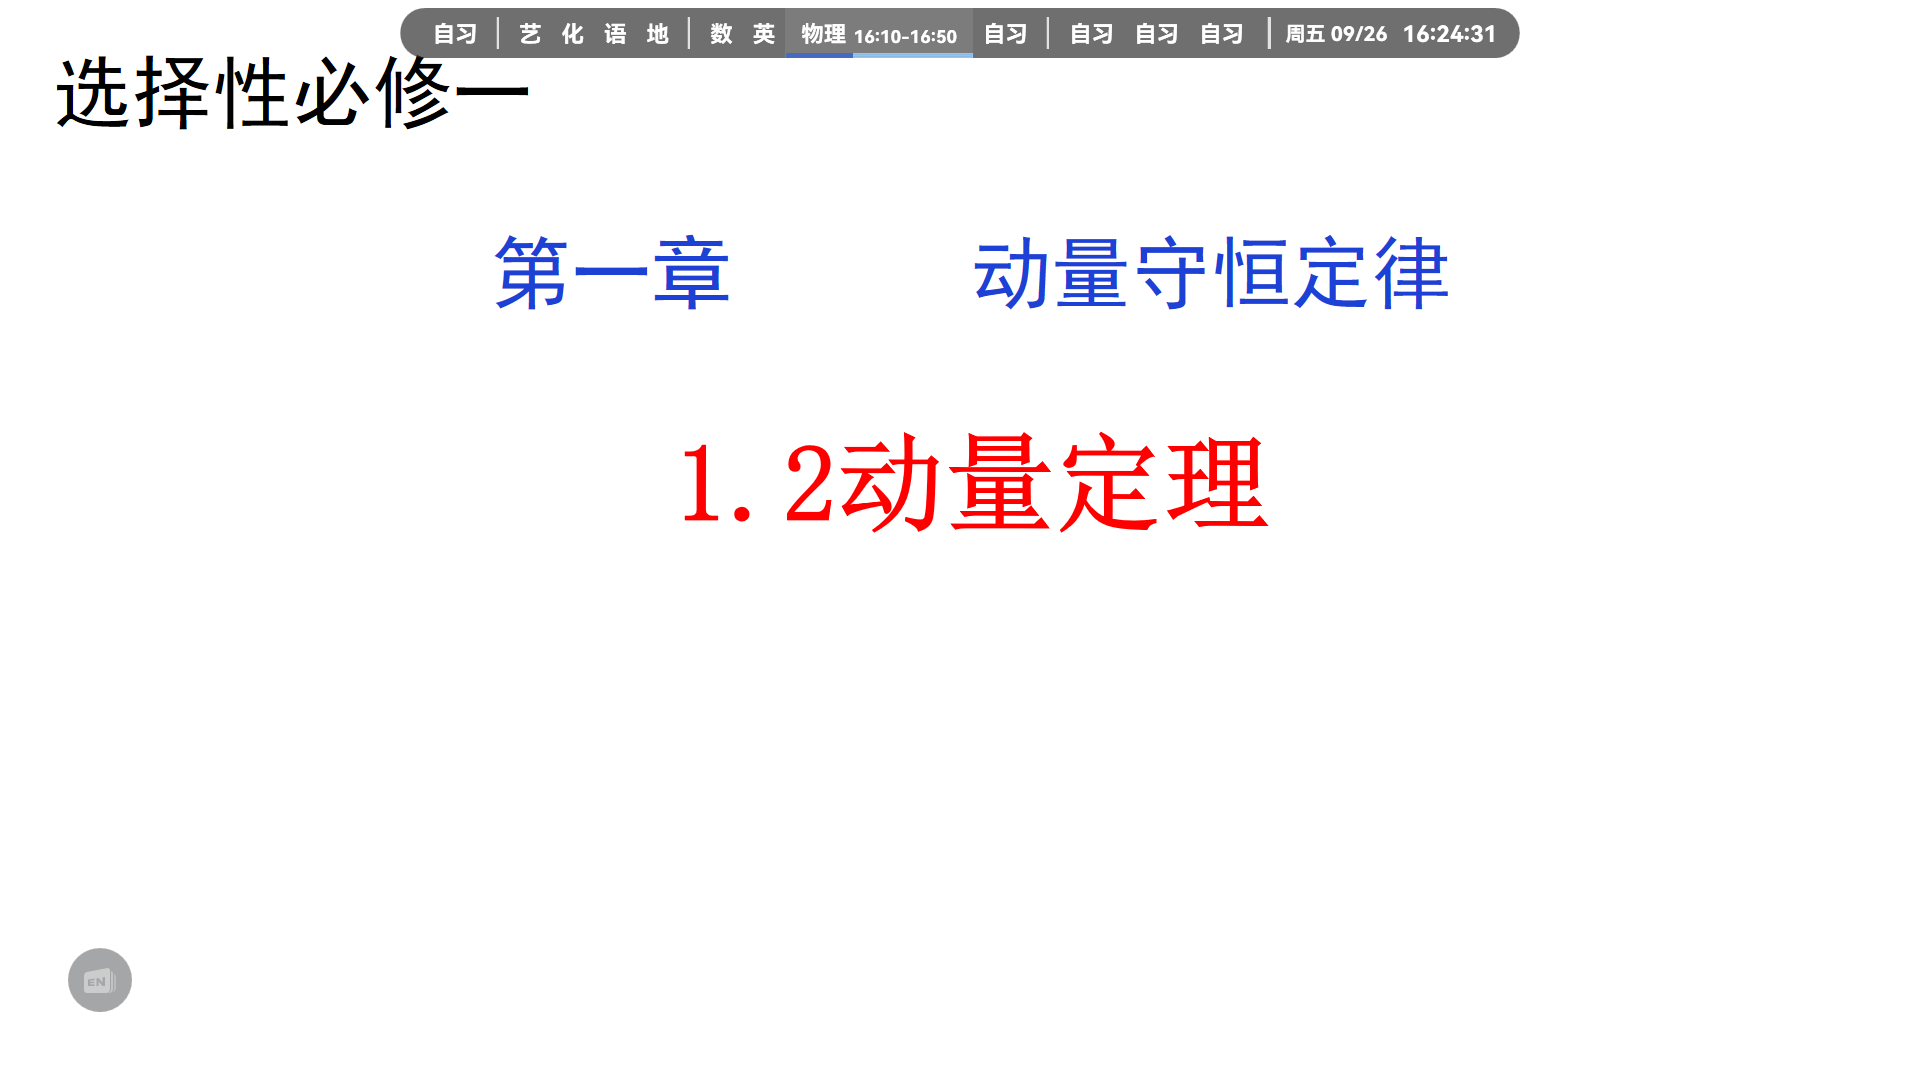 自习 艺 化 语 地 数 英 物理 16:10-16:50 自习 自习 自习 自习 周五 09/26 16:24:31
选择性必修一
第一章 动量守恒定律
1.2动量定理
EN